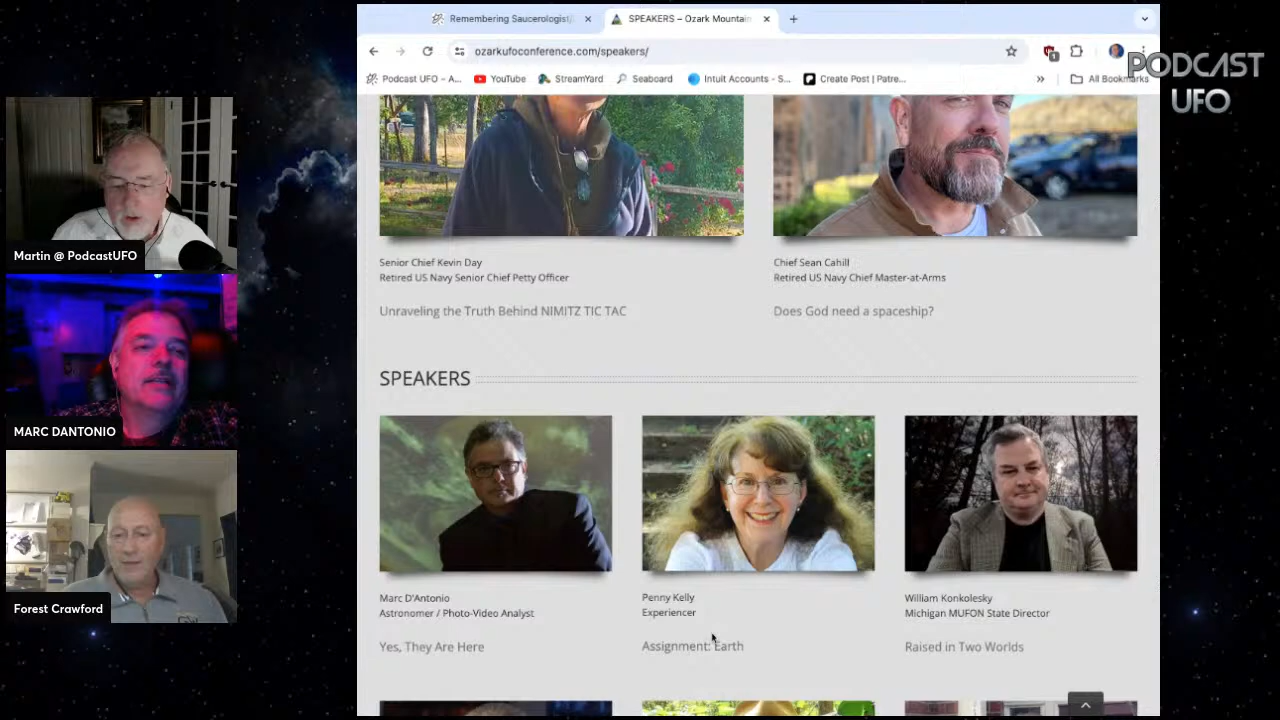 Remembering Saucerologist/
SPEAKERS – Ozark Mountain
ozarkufoconference.com/speakers/
Podcast UFO – A...
YouTube
StreamYard
Seaboard
Intuit Accounts - S...
Create Post | Patre...
»
All Bookmarks
PODCAST
UFO
Martin @ PodcastUFO
MARC DANTONIO
Forest Crawford
Senior Chief Kevin Day
Retired US Navy Senior Chief Petty Officer
Unraveling the Truth Behind NIMITZ TIC TAC
Chief Sean Cahill
Retired US Navy Chief Master-at-Arms
Does God need a spaceship?
SPEAKERS
Marc D'Antonio
Astronomer / Photo-Video Analyst
Yes, They Are Here
Penny Kelly
Experiencer
Assignment: Earth
William Konkolesky
Michigan MUFON State Director
Raised in Two Worlds